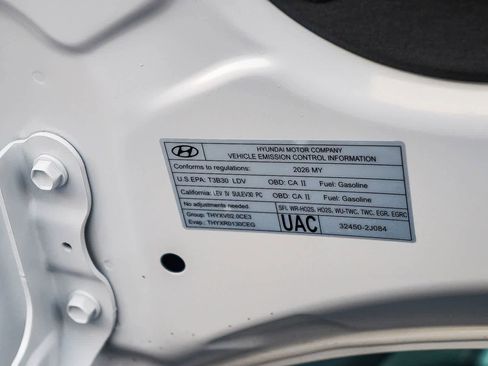 HYUNDAI MOTOR COMPANY
VEHICLE EMISSION CONTROL INFORMATION
Conforms to regulations: 2026 MY
U.S.EPA: T3B30 LDV OBD: CA II Fuel: Gasoline
California: LEV IV SULEV30 PC OBD: CA II Fuel: Gasoline
No adjustments needed. SFI, WR-HO2S, HO2S, WU-TWC, TWC, EGR, EGRC
Group: THYXV02.0CE3
Evap.: THYXR0130CEG
UAC 32450-2J084